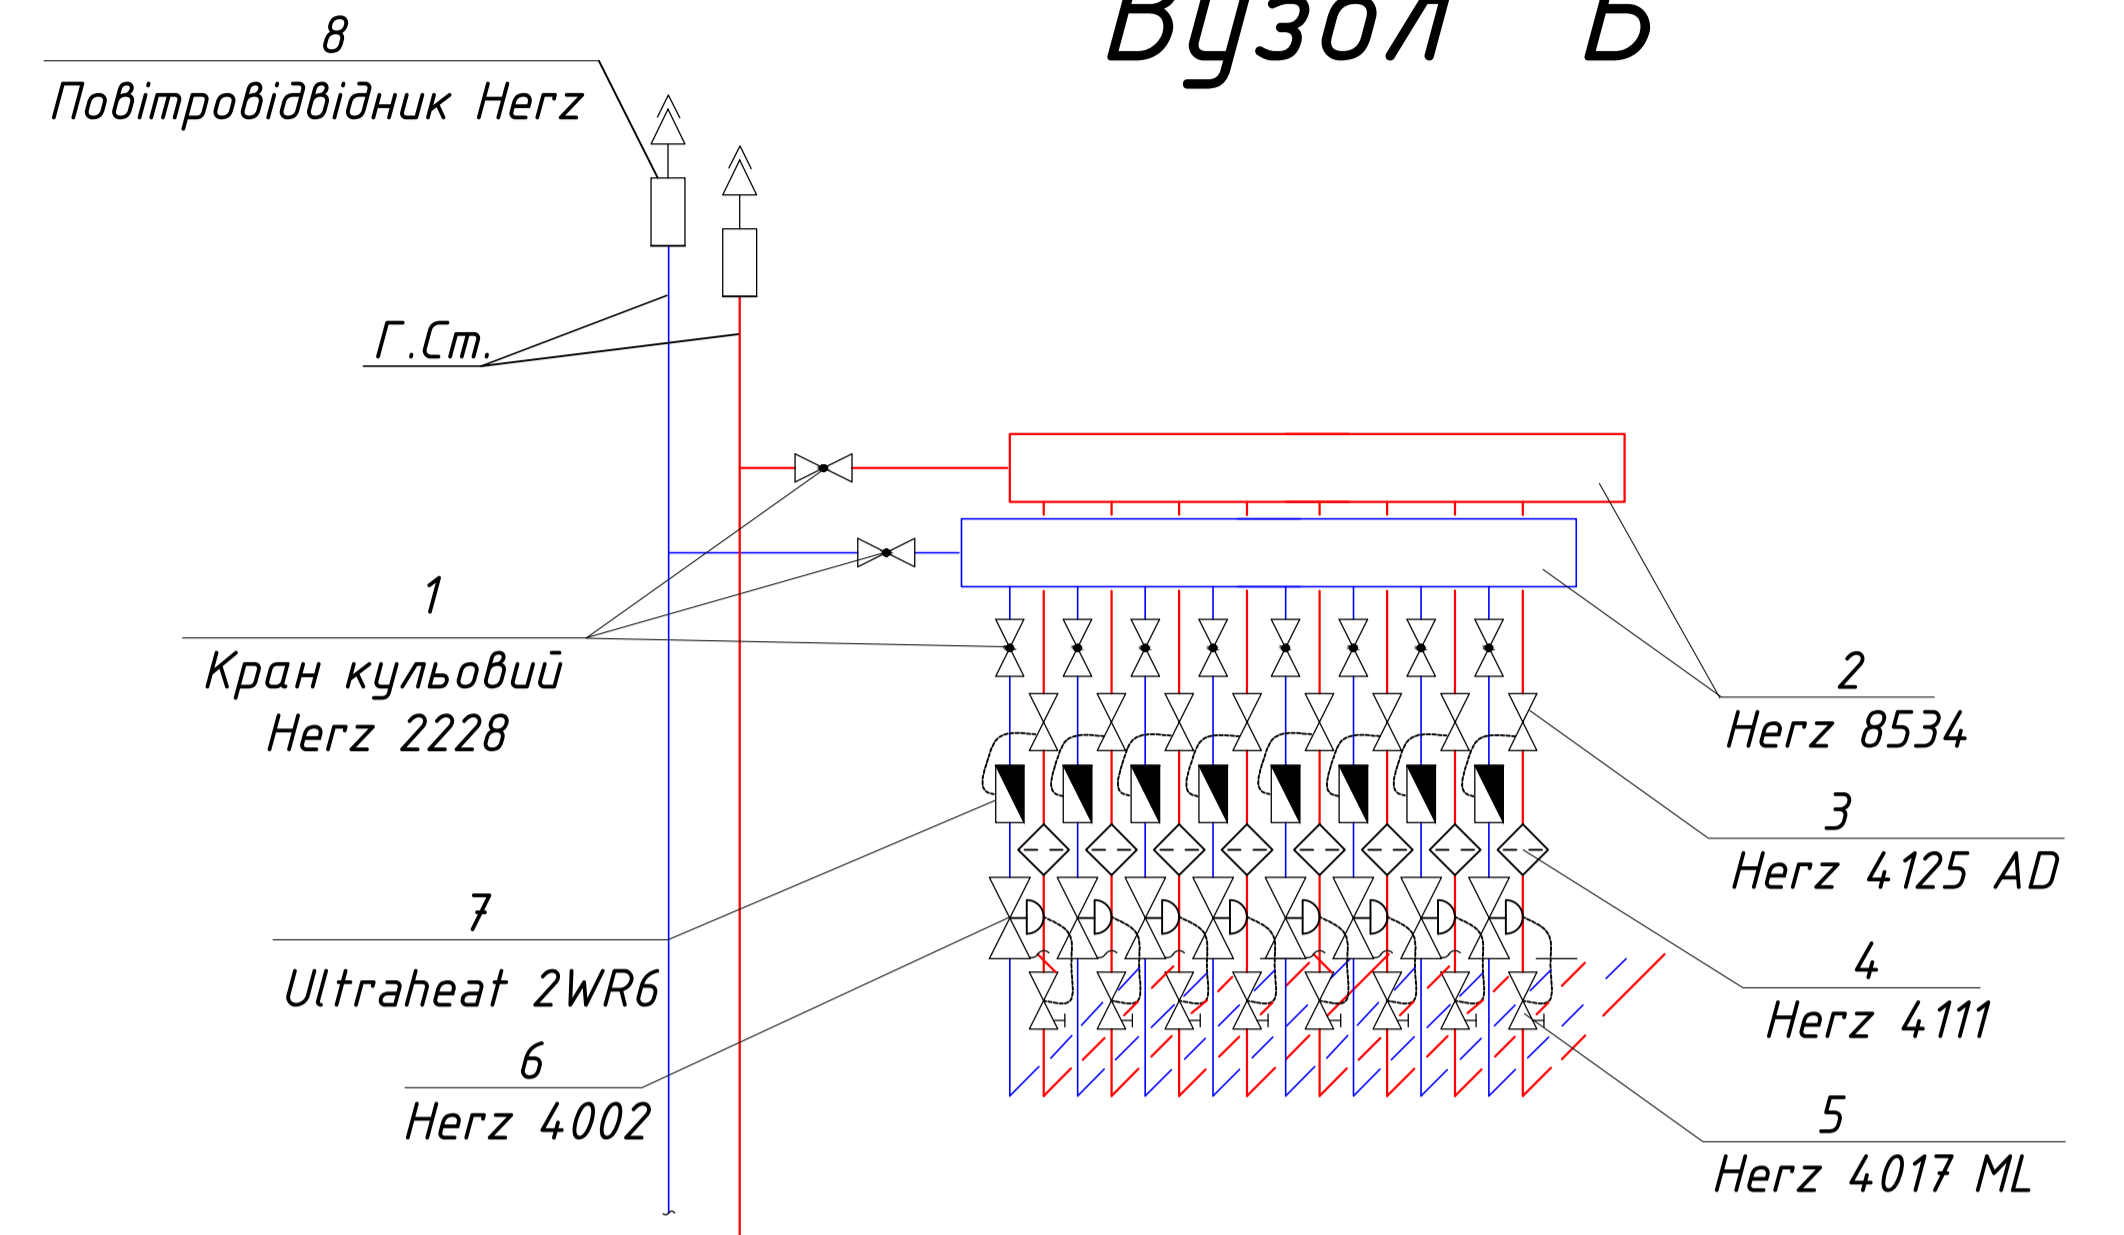 Вузол Б
8
Повітровідвідник Herz
Г.Ст.
1
Кран кульовий
Herz 2228
2
Herz 8534
3
Herz 4125 AD
7
Ultraheat 2WR6
4
Herz 4111
6
Herz 4002
5
Herz 4017 ML